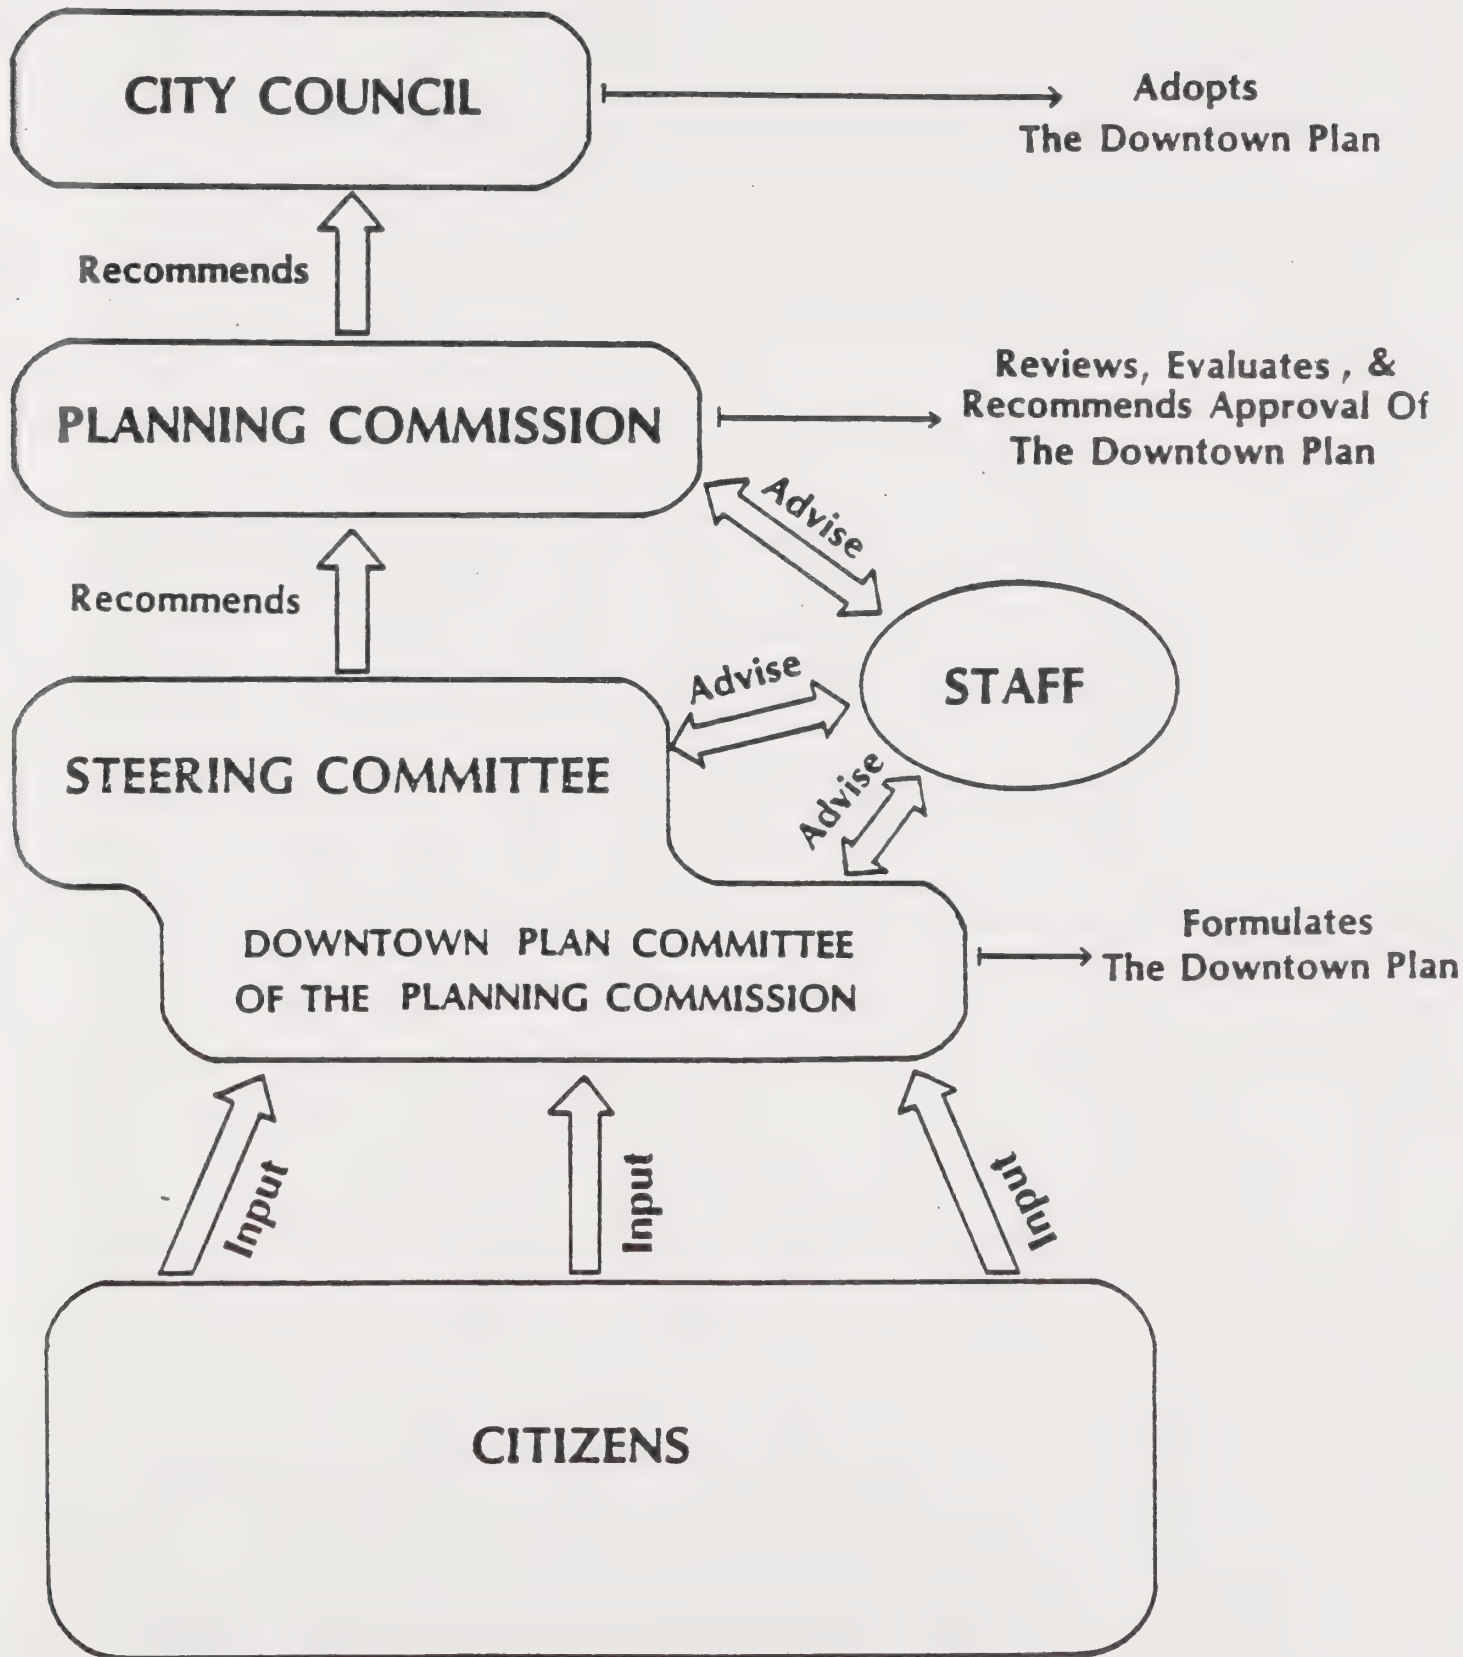 CITY COUNCIL
Adopts
The Downtown Plan
Recommends
PLANNING COMMISSION
Reviews, Evaluates, &
Recommends Approval Of
The Downtown Plan
Advise
Recommends
STAFF
Advise
STEERING COMMITTEE
Advise
DOWNTOWN PLAN COMMITTEE
OF THE PLANNING COMMISSION
Formulates
The Downtown Plan
Input
Input
Input
CITIZENS